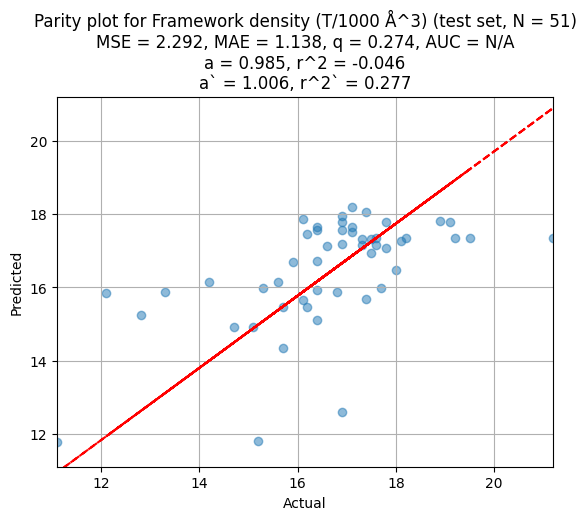 Parity plot for Framework density (T/1000 Å^3) (test set, N = 51)
MSE = 2.292, MAE = 1.138, q = 0.274, AUC = N/A
a = 0.985, r^2 = -0.046
a` = 1.006, r^2` = 0.277
20
18
16
14
12
Predicted
12 14 16 18 20
Actual